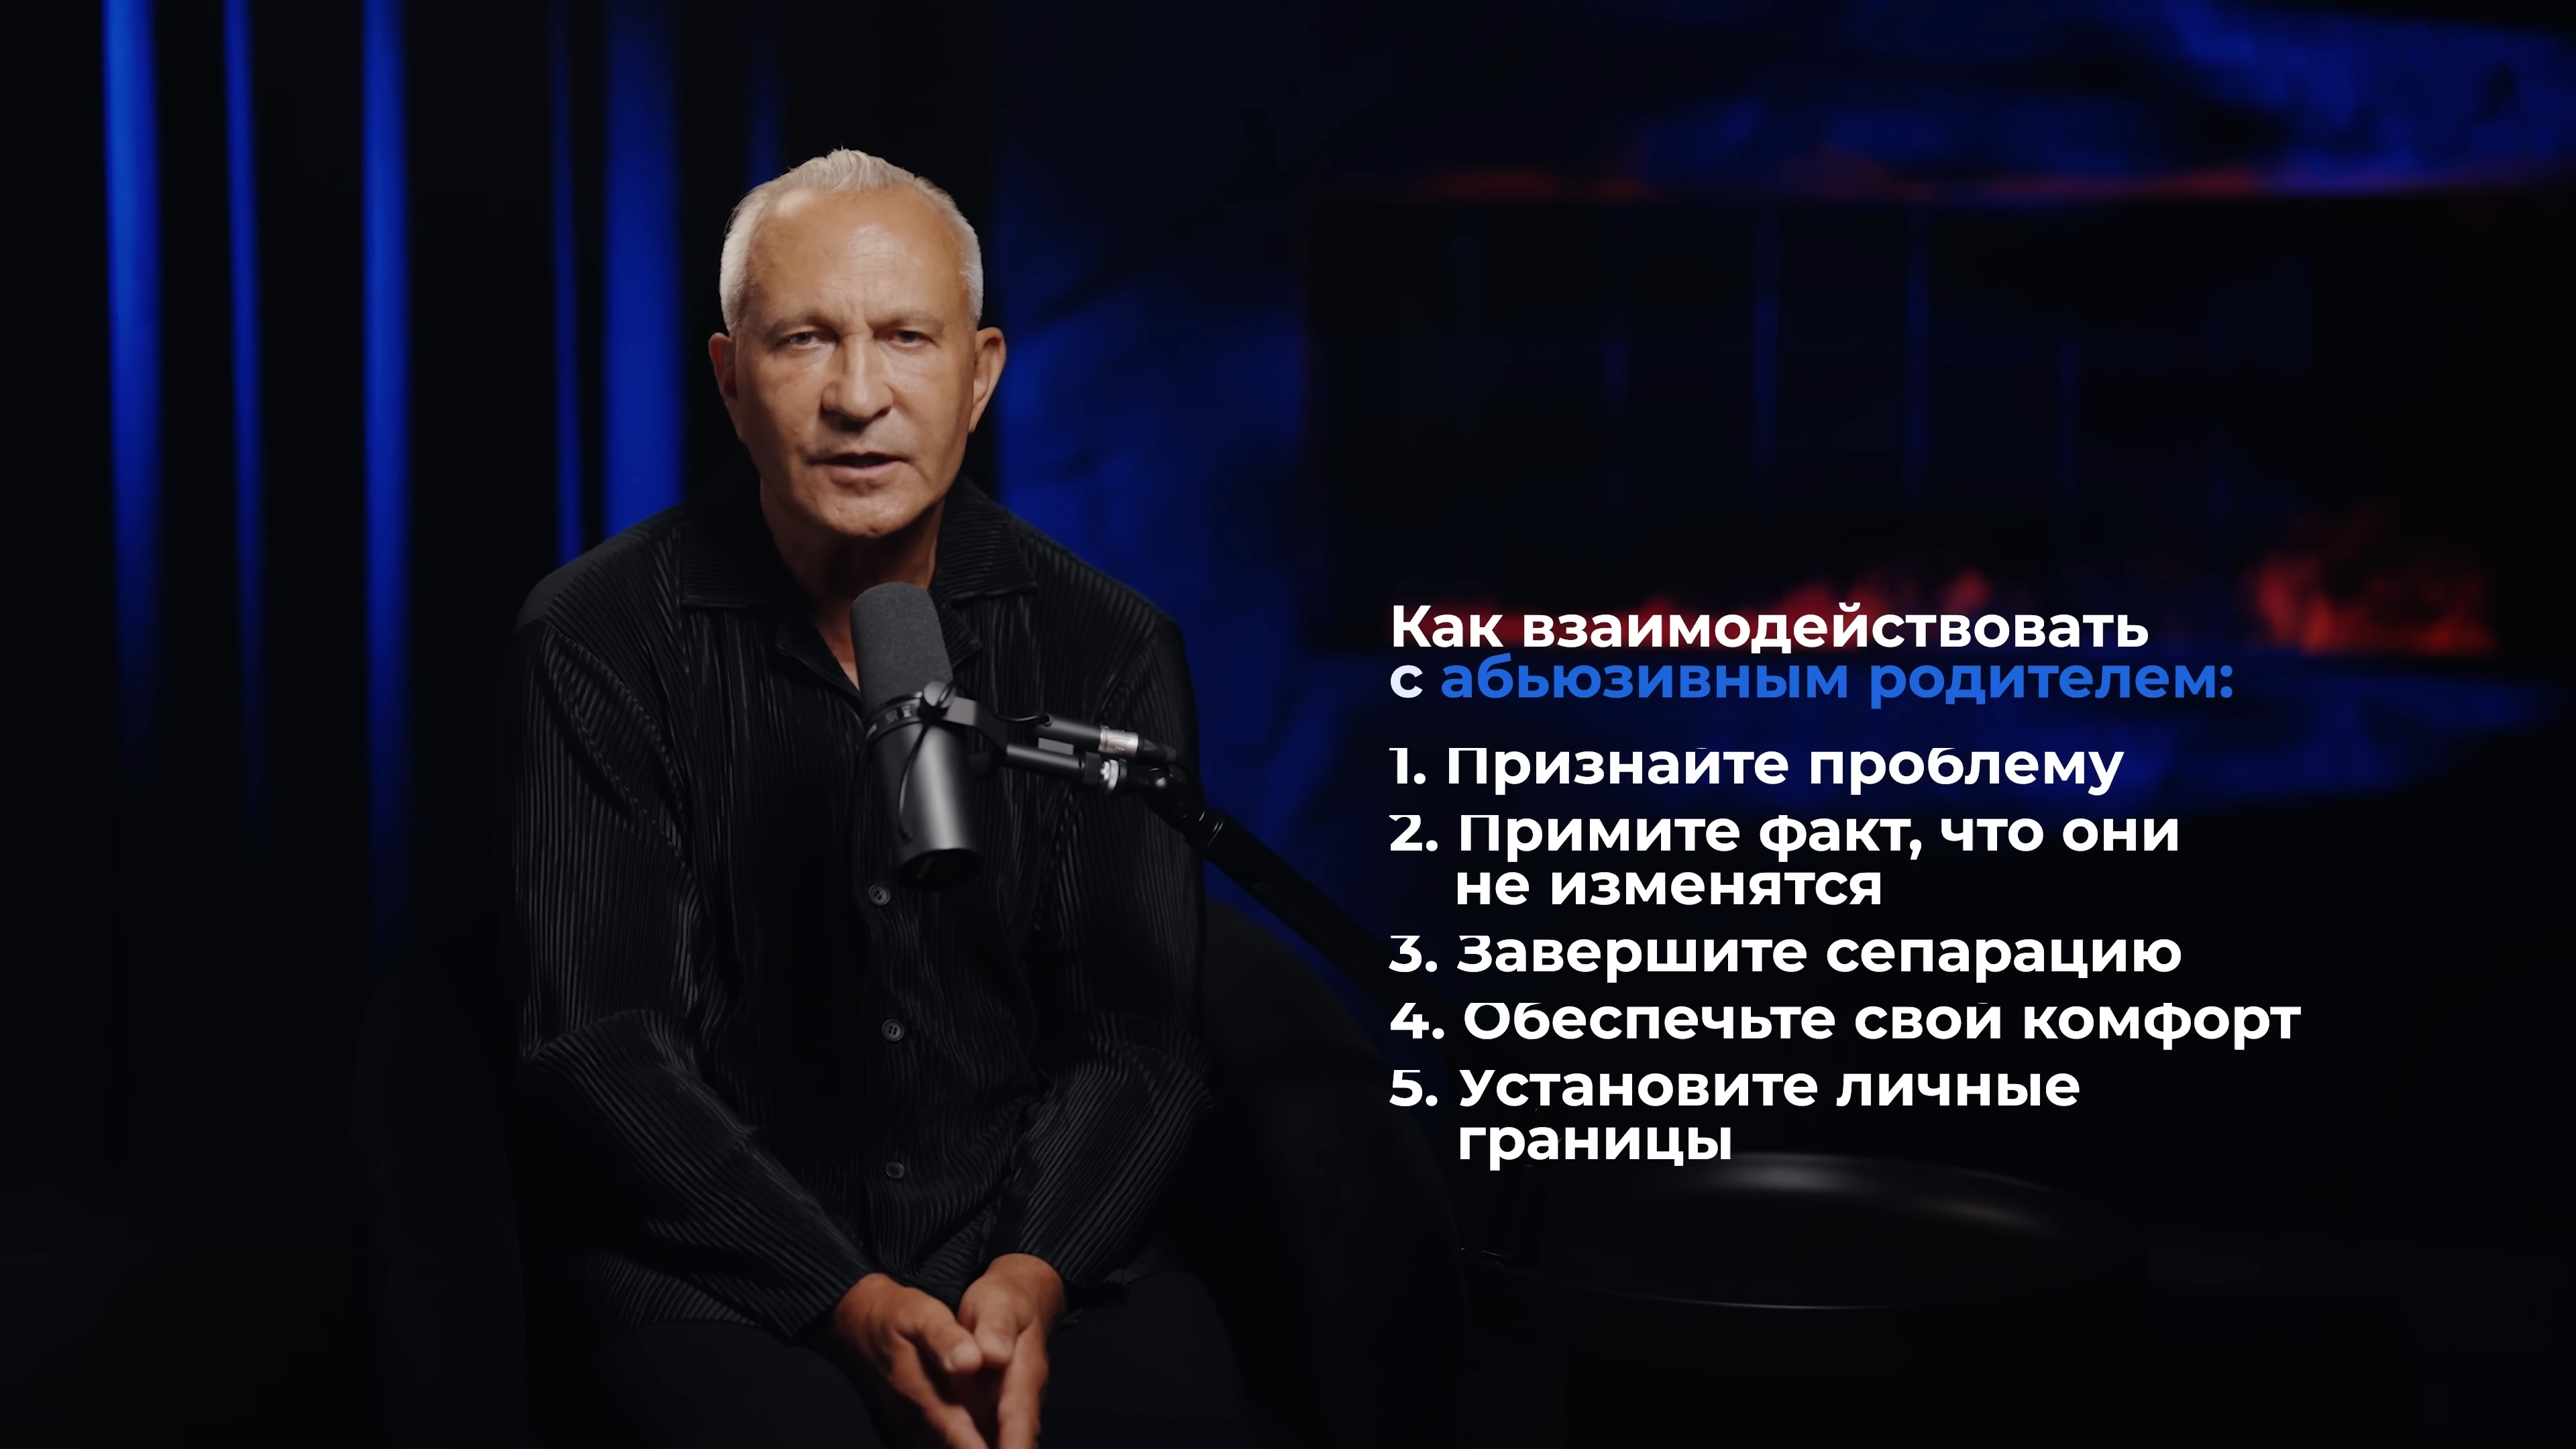 Как взаимодействовать
с абьюзивным родителем:
1. Признайте проблему
2. Примите факт, что они
не изменятся
3. Завершите сепарацию
4. Обеспечьте свой комфорт
5. Установите личные
границы